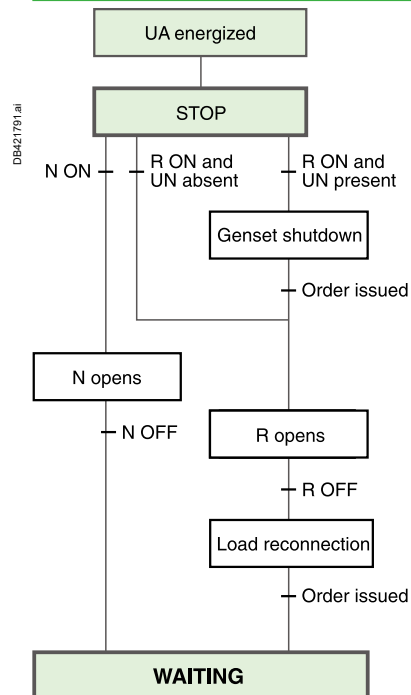 UA energized
DB421791.ai
STOP
N ON
R ON and
UN absent
R ON and
UN present
Genset shutdown
Order issued
N opens
N OFF
R opens
R OFF
Load reconnection
Order issued
WAITING